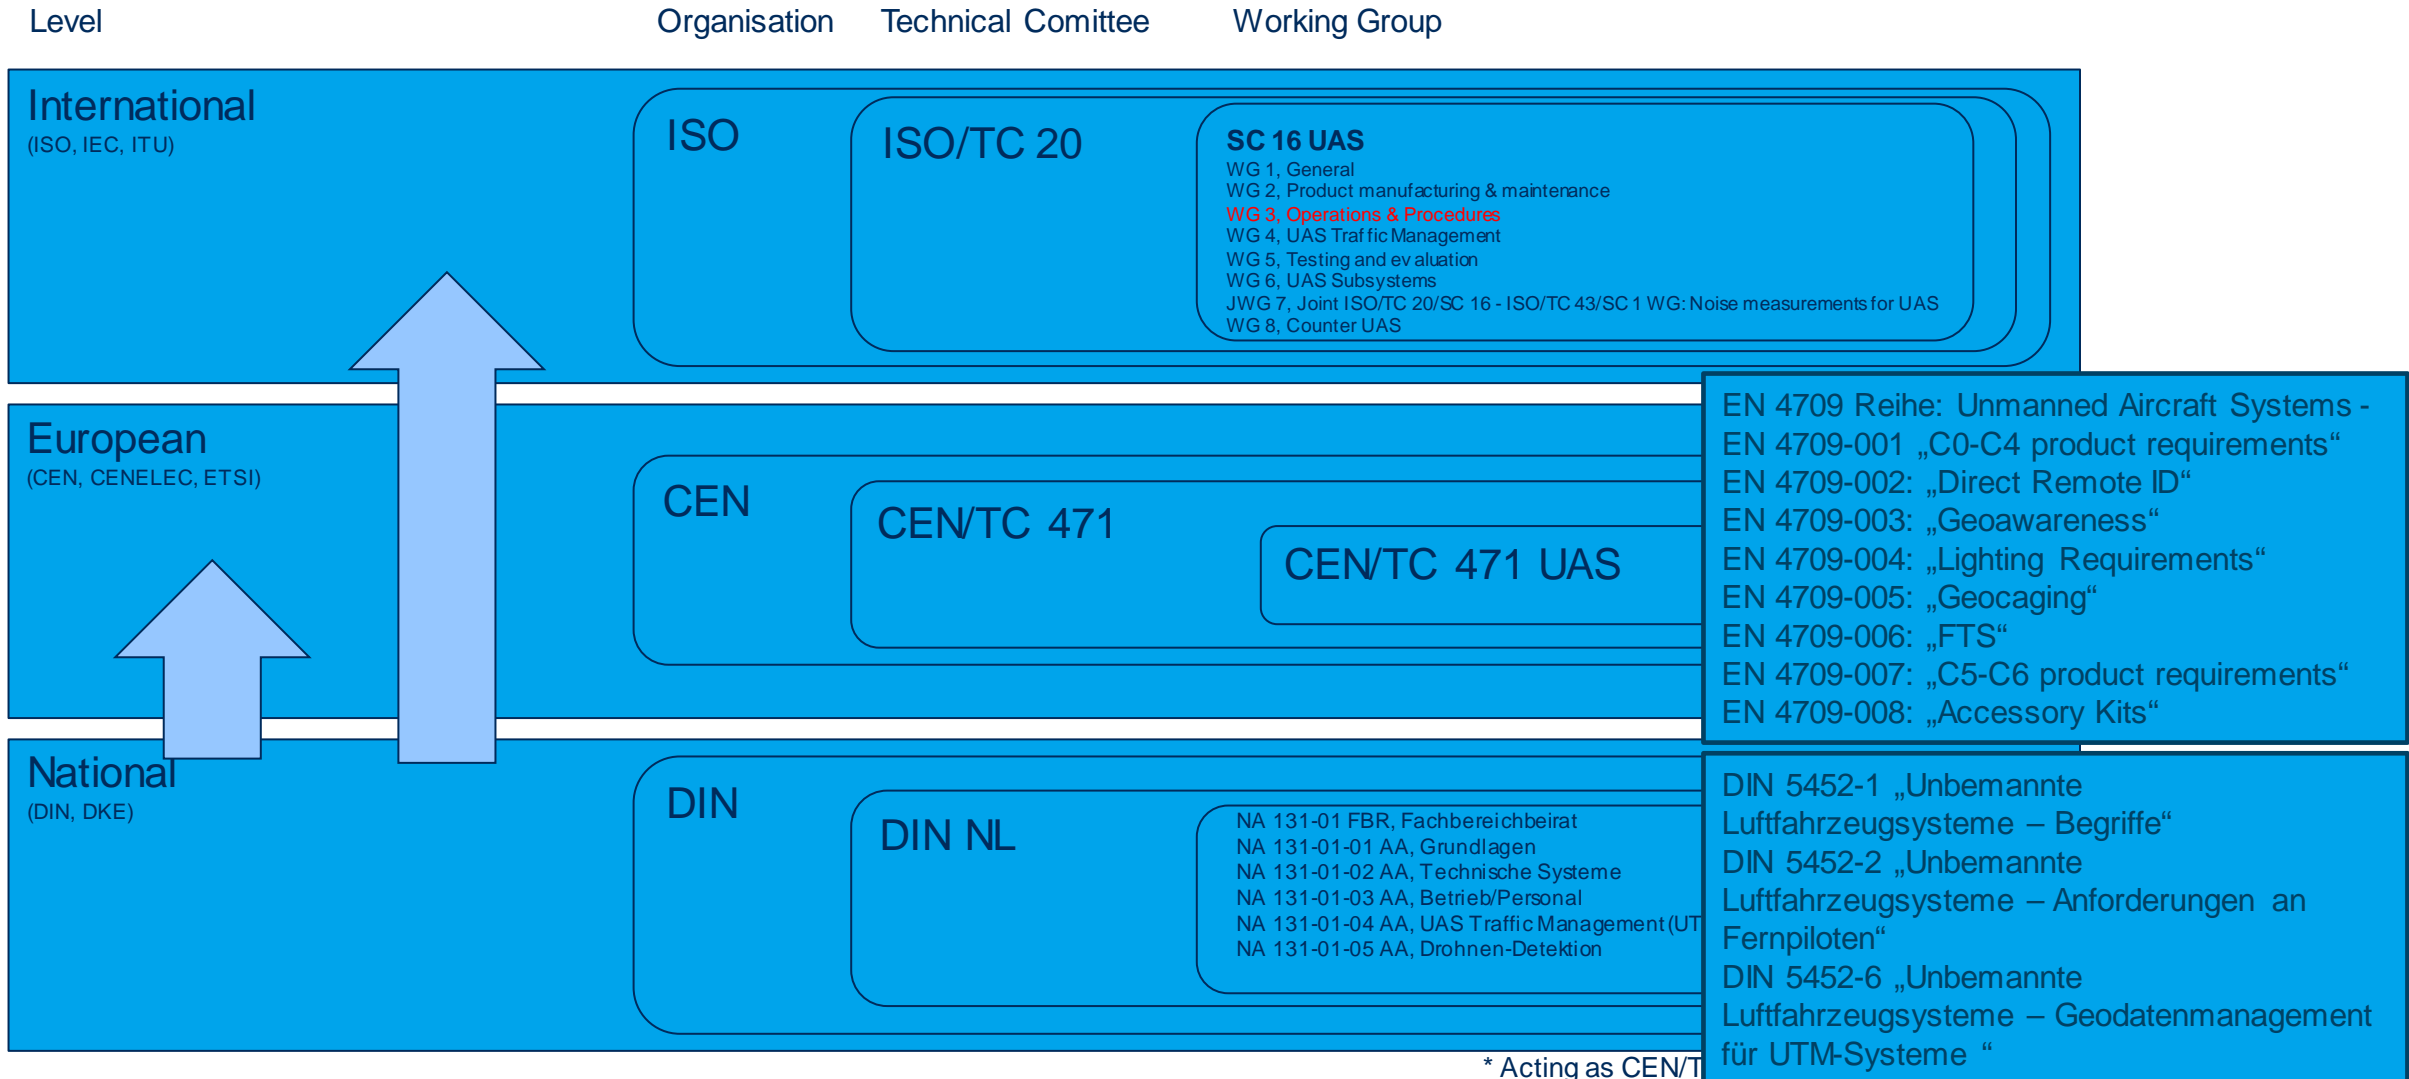 Level Organisation Technical Comittee Working Group
International
(ISO, IEC, ITU)
ISO
ISO/TC 20
SC 16 UAS
WG 1, General
WG 2, Product manufacturing & maintenance
WG 3, Operations & Procedures
WG 4, UAS Traffic Management
WG 5, Testing and evaluation
WG 6, UAS Subsystems
JWG 7, Joint ISO/TC 20/SC 16 - ISO/TC 43/SC 1 WG: Noise measurements for UAS
WG 8, Counter UAS
European
(CEN, CENELEC, ETSI)
CEN
CEN/TC 471
CEN/TC 471 UAS
EN 4709 Reihe: Unmanned Aircraft Systems -
EN 4709-001 „C0-C4 product requirements“
EN 4709-002: „Direct Remote ID“
EN 4709-003: „Geoawareness“
EN 4709-004: „Lighting Requirements“
EN 4709-005: „Geocaging“
EN 4709-006: „FTS“
EN 4709-007: „C5-C6 product requirements“
EN 4709-008: „Accessory Kits“
National
(DIN, DKE)
DIN
DIN NL
NA 131-01 FBR, Fachbereichbeirat
NA 131-01-01 AA, Grundlagen
NA 131-01-02 AA, Technische Systeme
NA 131-01-03 AA, Betrieb/Personal
NA 131-01-04 AA, UAS Traffic Management (UT
NA 131-01-05 AA, Drohnen-Detektion
DIN 5452-1 „Unbemannte
Luftfahrzeugsysteme – Begriffe“
DIN 5452-2 „Unbemannte
Luftfahrzeugsysteme – Anforderungen an
Fernpiloten“
DIN 5452-6 „Unbemannte
Luftfahrzeugsysteme – Geodatenmanagement
für UTM-Systeme “
* Acting as CEN/T